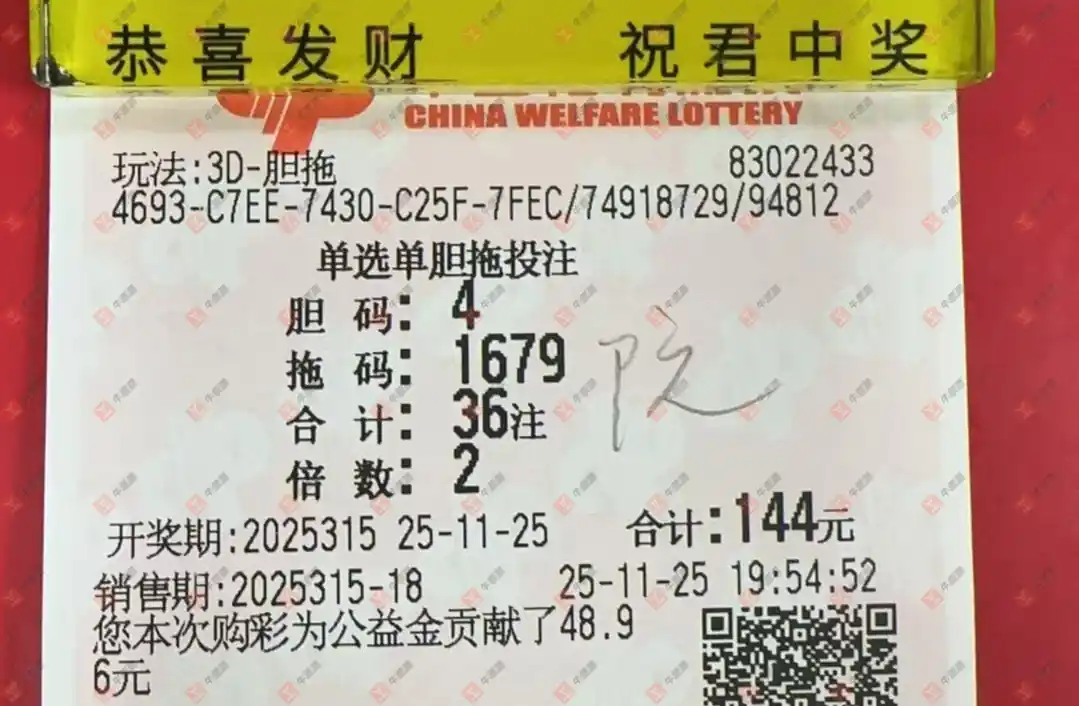 恭喜发财 祝君中奖
CHINA WELFARE LOTTERY
玩法:3D-胆拖 83022433
4693-C7EE-7430-C25F-7FEC/74918729/94812
单选单胆拖投注
胆 码: 4
拖 码: 1679
合 计: 36注
倍 数: 2
开奖期:2025315 25-11-25 合计:144元
销售期:2025315-18 25-11-25 19:54:52
您本次购彩为公益金贡献了48.9
6元